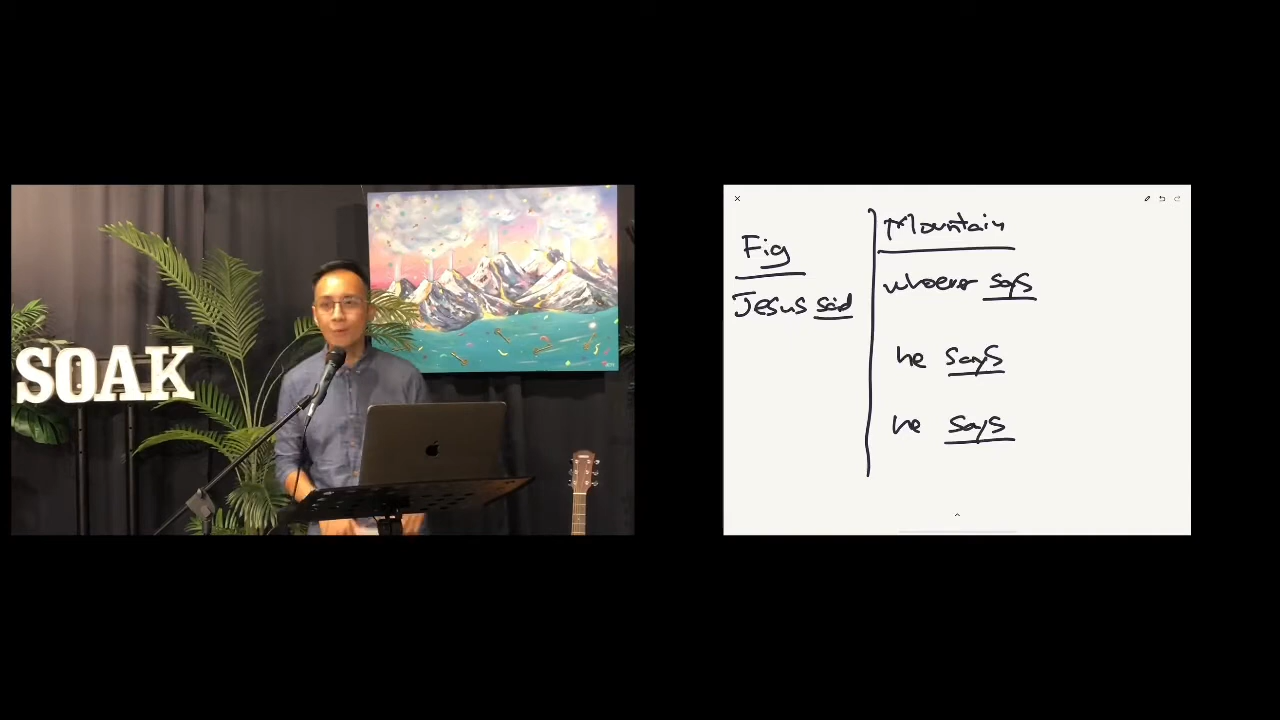 SOAK
Fig
Jesus said
Mountain
whoever says
he says
he says